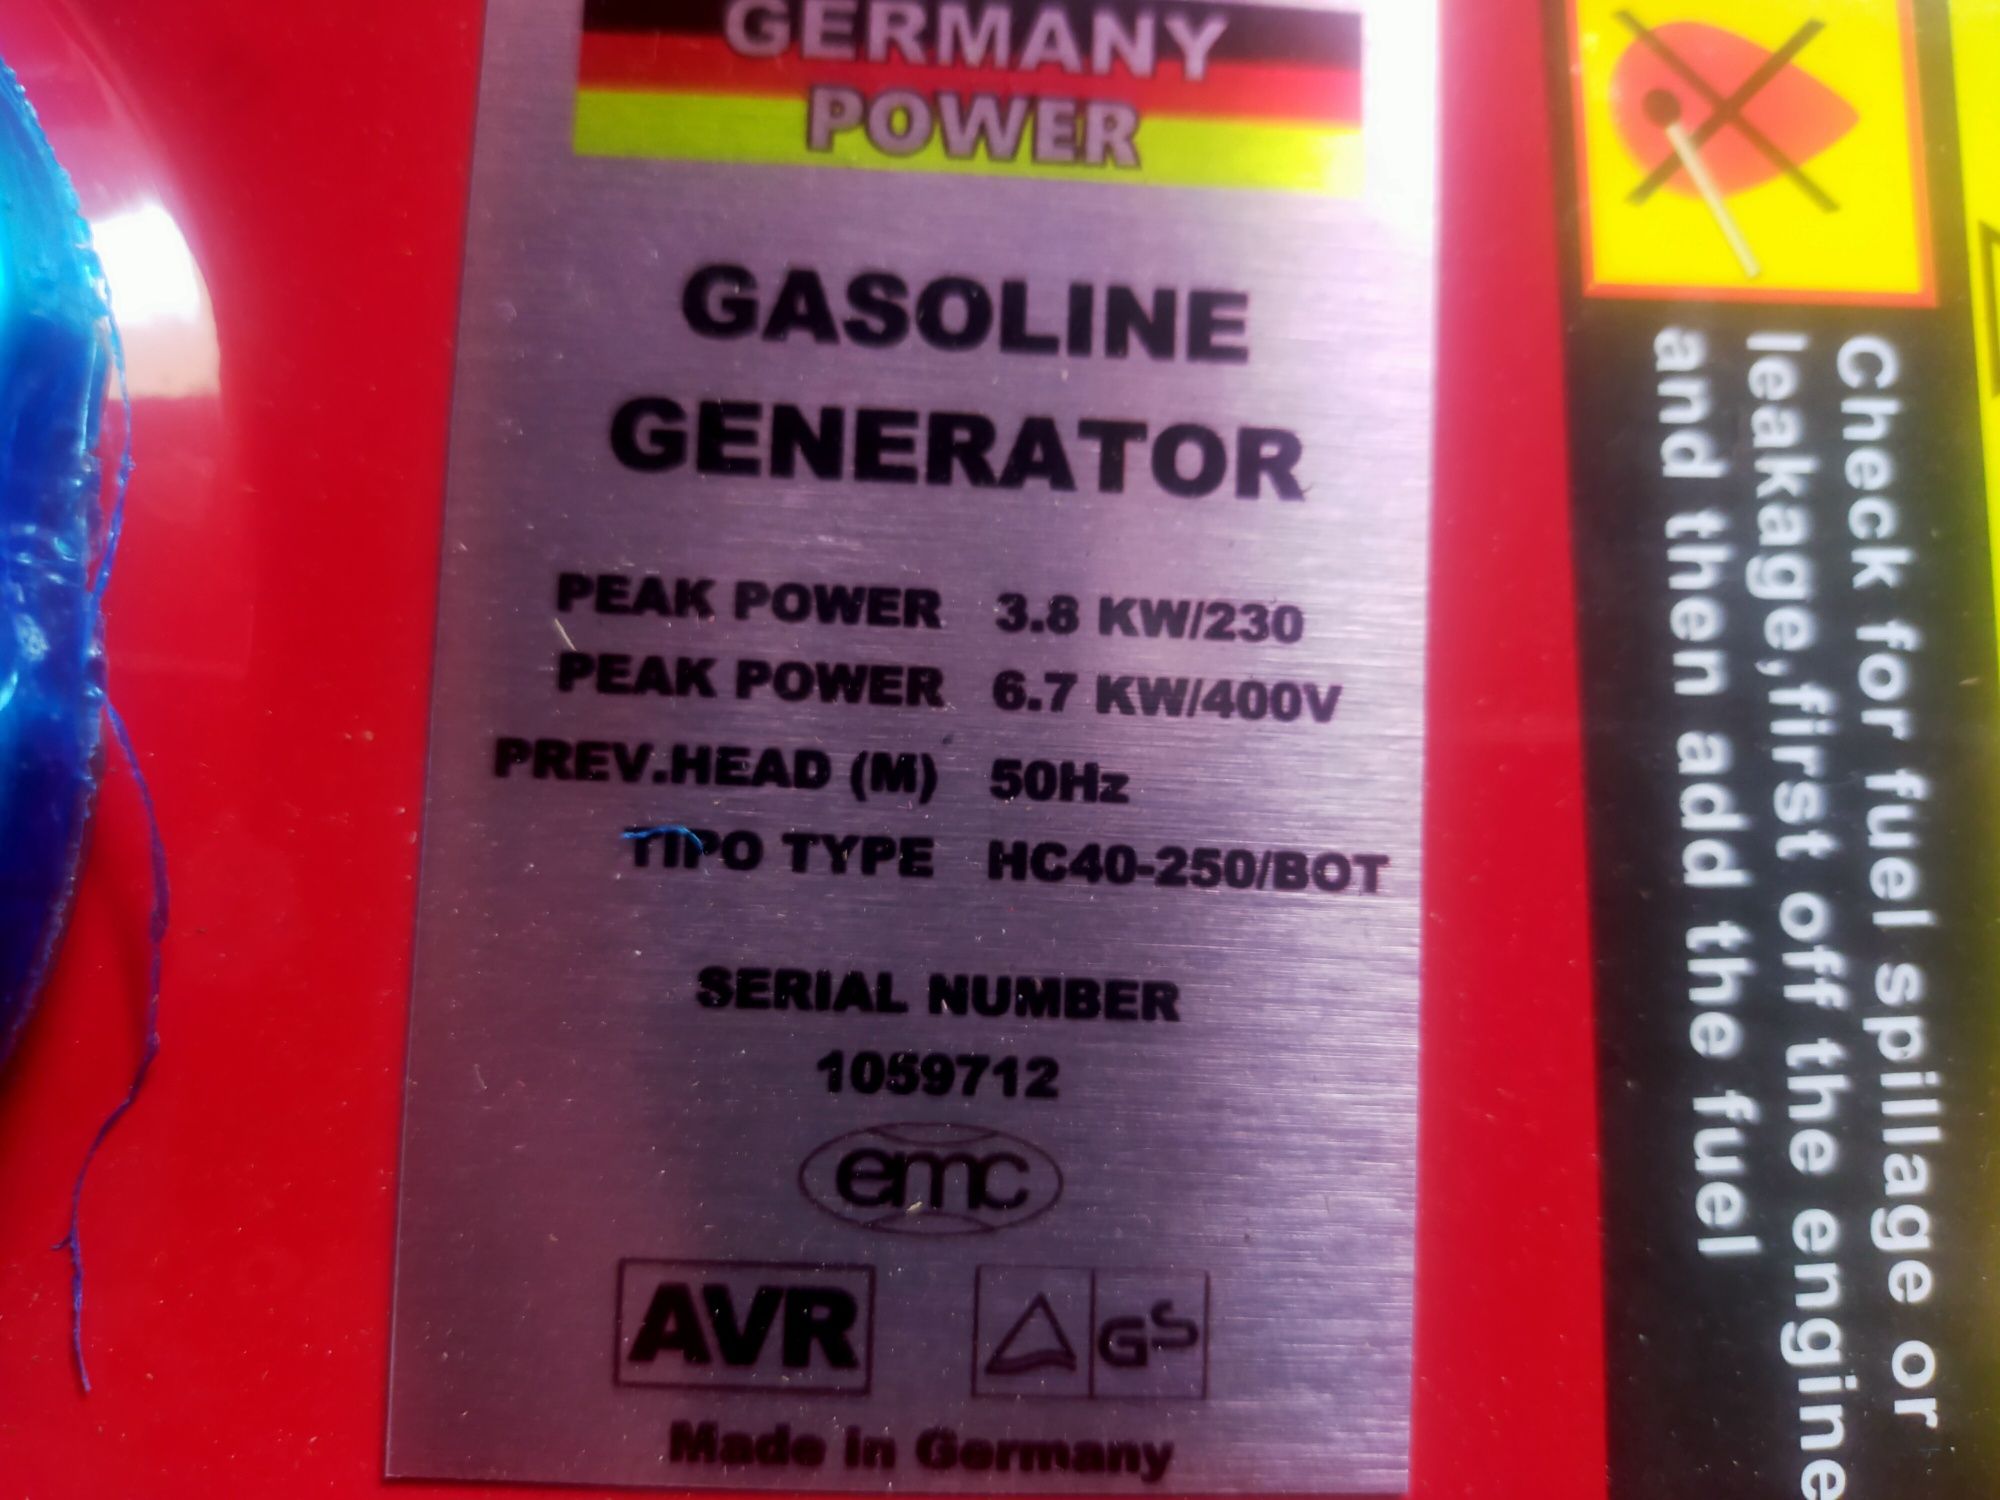 GERMANY
POWER
GASOLINE
GENERATOR
PEAK POWER 3.8 KW/230
PEAK POWER 6.7 KW/400V
PREV.HEAD (M) 50Hz
TIPO TYPE HC40-250/BOT
SERIAL NUMBER
1059712
emc
AVR
GS
Made in Germany
Check for fuel spillage or
leakage,first off the engine
and then add the fuel